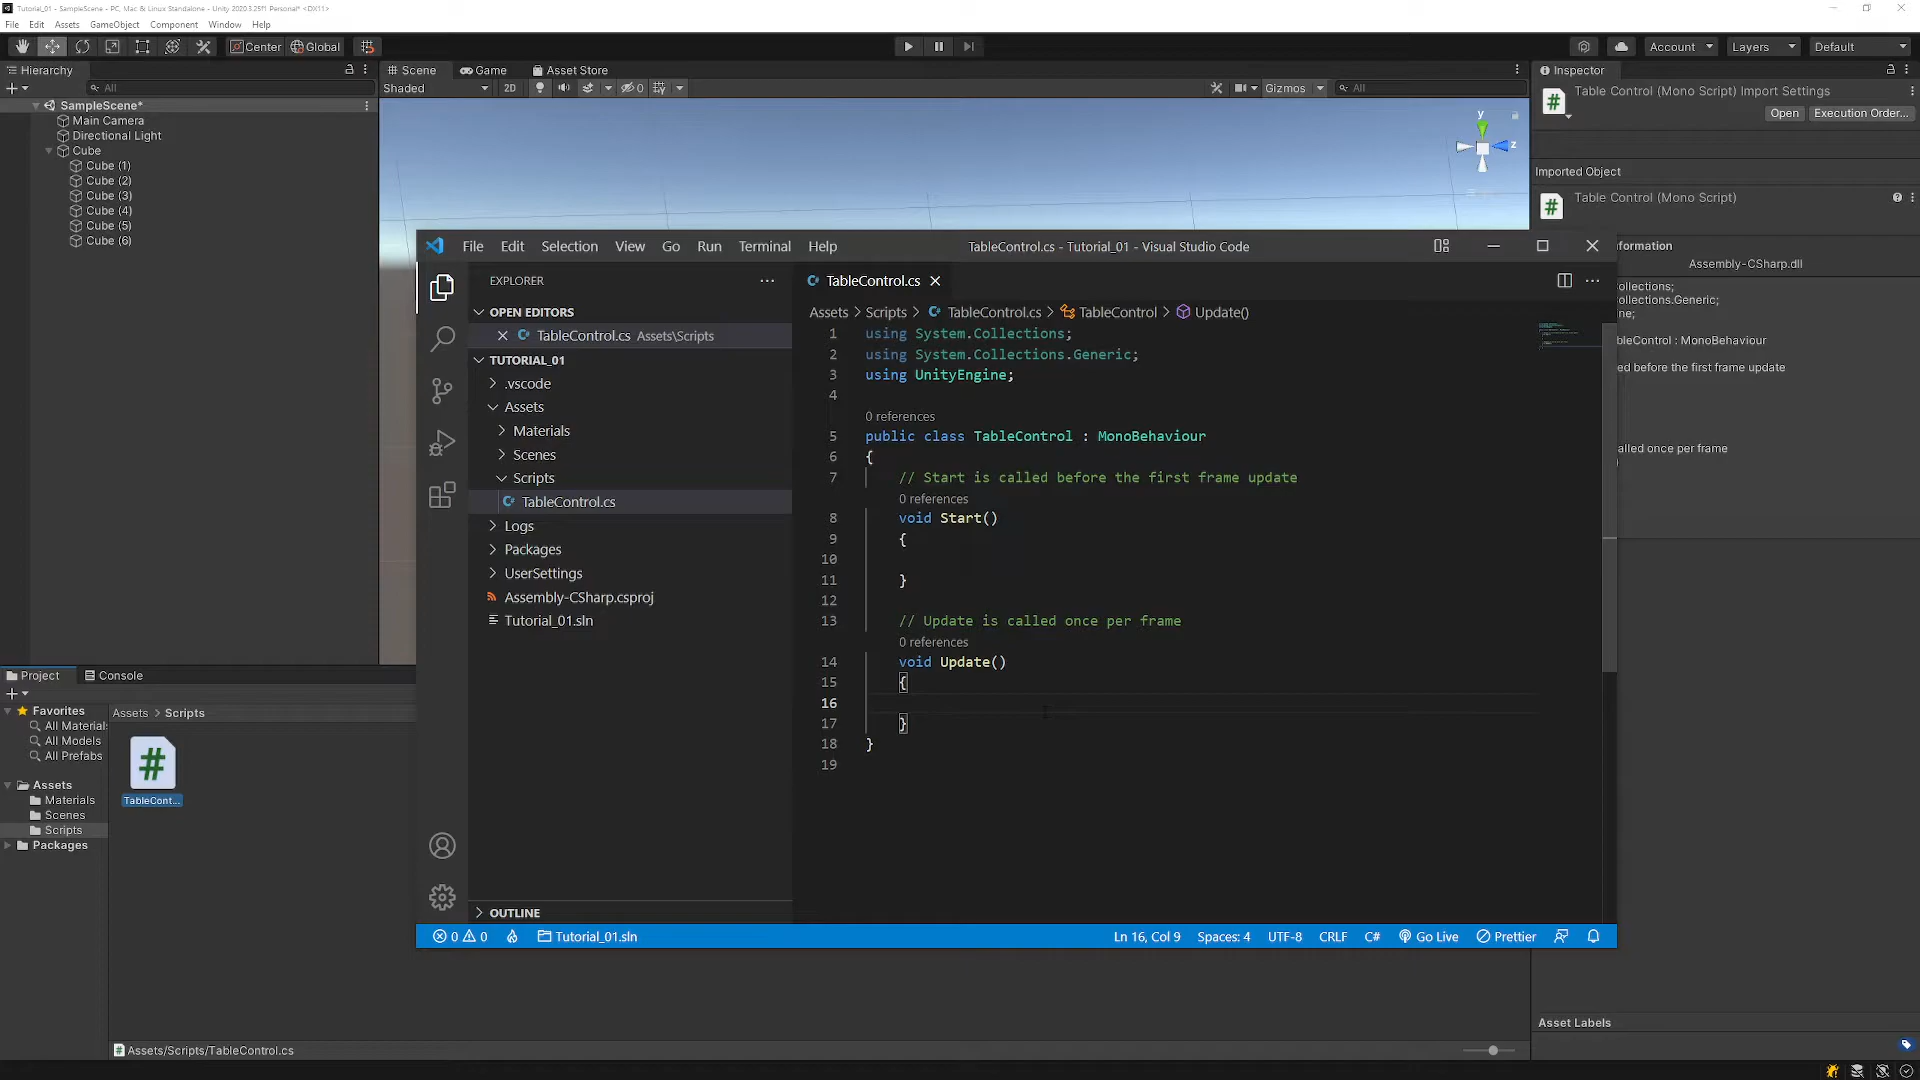 Tutorial_01 - SampleScene - PC, Mac & Linux Standalone - Unity 2020.3.25f1 Personal* <DX11>
File Edit Assets GameObject Component Window Help
Center Global
Account Layers Default
Hierarchy
All
SampleScene*
Main Camera
Directional Light
Cube
Cube (1)
Cube (2)
Cube (3)
Cube (4)
Cube (5)
Cube (6)
Scene Game Asset Store
Shaded 2D 0 Gizmos All
y
z
Inspector
Table Control (Mono Script) Import Settings
Open Execution Order...
Imported Object
Table Control (Mono Script)
formation
Assembly-CSharp.dll
ollections;
ollections.Generic;
ne;
bleControl : MonoBehaviour
ed before the first frame update
alled once per frame
File Edit Selection View Go Run Terminal Help
TableControl.cs - Tutorial_01 - Visual Studio Code
EXPLORER
OPEN EDITORS
TableControl.cs Assets\Scripts
TUTORIAL_01
.vscode
Assets
Materials
Scenes
Scripts
TableControl.cs
Logs
Packages
UserSettings
Assembly-CSharp.csproj
Tutorial_01.sln
OUTLINE
TableControl.cs
Assets > Scripts > TableControl.cs > TableControl > Update()
1 using System.Collections;
2 using System.Collections.Generic;
3 using UnityEngine;
4
0 references
5 public class TableControl : MonoBehaviour
6 {
7 // Start is called before the first frame update
0 references
8 void Start()
9 {
10
11 }
12
13 // Update is called once per frame
0 references
14 void Update()
15 {
16
17 }
18 }
19
0 0 Tutorial_01.sln
Ln 16, Col 9 Spaces: 4 UTF-8 CRLF C# Go Live Prettier
Project Console
Favorites
All Material
All Models
All Prefabs
Assets
Materials
Scenes
Scripts
Packages
Assets > Scripts
#
TableCont...
Assets/Scripts/TableControl.cs
Asset Labels